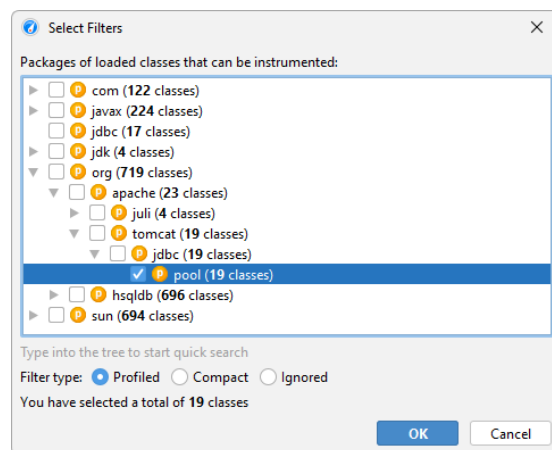 Select Filters
Packages of loaded classes that can be instrumented:
P com (122 classes)
P javax (224 classes)
P jdbc (17 classes)
P jdk (4 classes)
P org (719 classes)
P apache (23 classes)
P juli (4 classes)
P tomcat (19 classes)
P jdbc (19 classes)
P pool (19 classes)
P hsqldb (696 classes)
P sun (694 classes)
Type into the tree to start quick search
Filter type: Profiled Compact Ignored
You have selected a total of 19 classes
OK Cancel